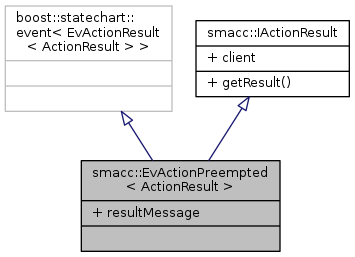 boost::statechart::
event< EvActionResult
< ActionResult > >
smacc::IActionResult
+ client
+ getResult()
smacc::EvActionPreempted
< ActionResult >
+ resultMessage